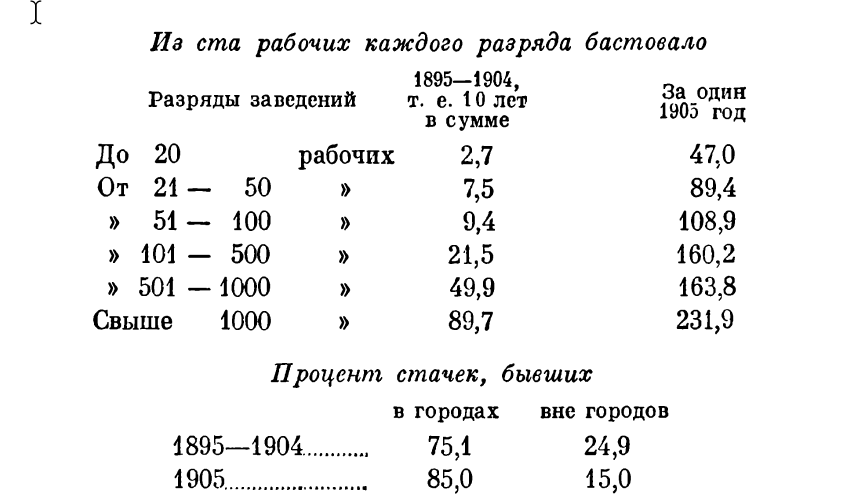 Из ста рабочих каждого разряда бастовало
Разряды заведений 1895—1904, т. е. 10 лет в сумме За один 1905 год
До 20 рабочих 2,7 47,0
От 21 — 50 » 7,5 89,4
» 51 — 100 » 9,4 108,9
» 101 — 500 » 21,5 160,2
» 501 — 1000 » 49,9 163,8
Свыше 1000 » 89,7 231,9
Процент стачек, бывших
в городах вне городов
1895—1904............ 75,1 24,9
1905........................ 85,0 15,0